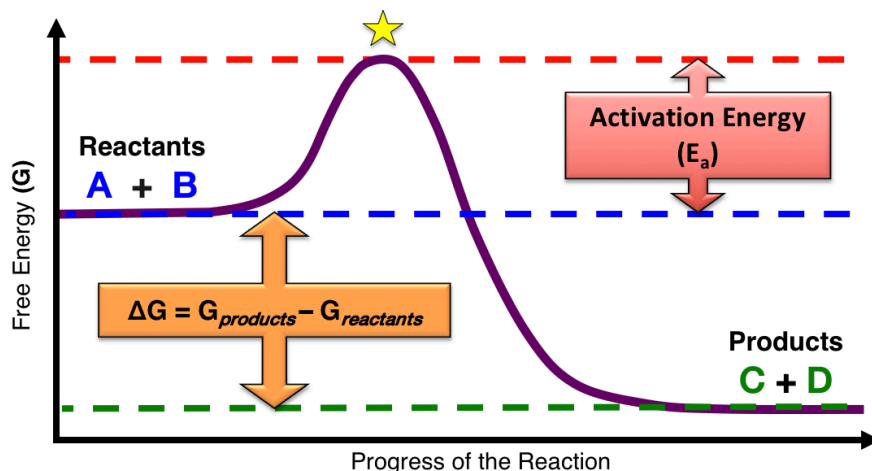 Free Energy (G)
Reactants
A + B
Activation Energy
(Eₐ)
ΔG = Gproducts – Greactants
Products
C + D
Progress of the Reaction